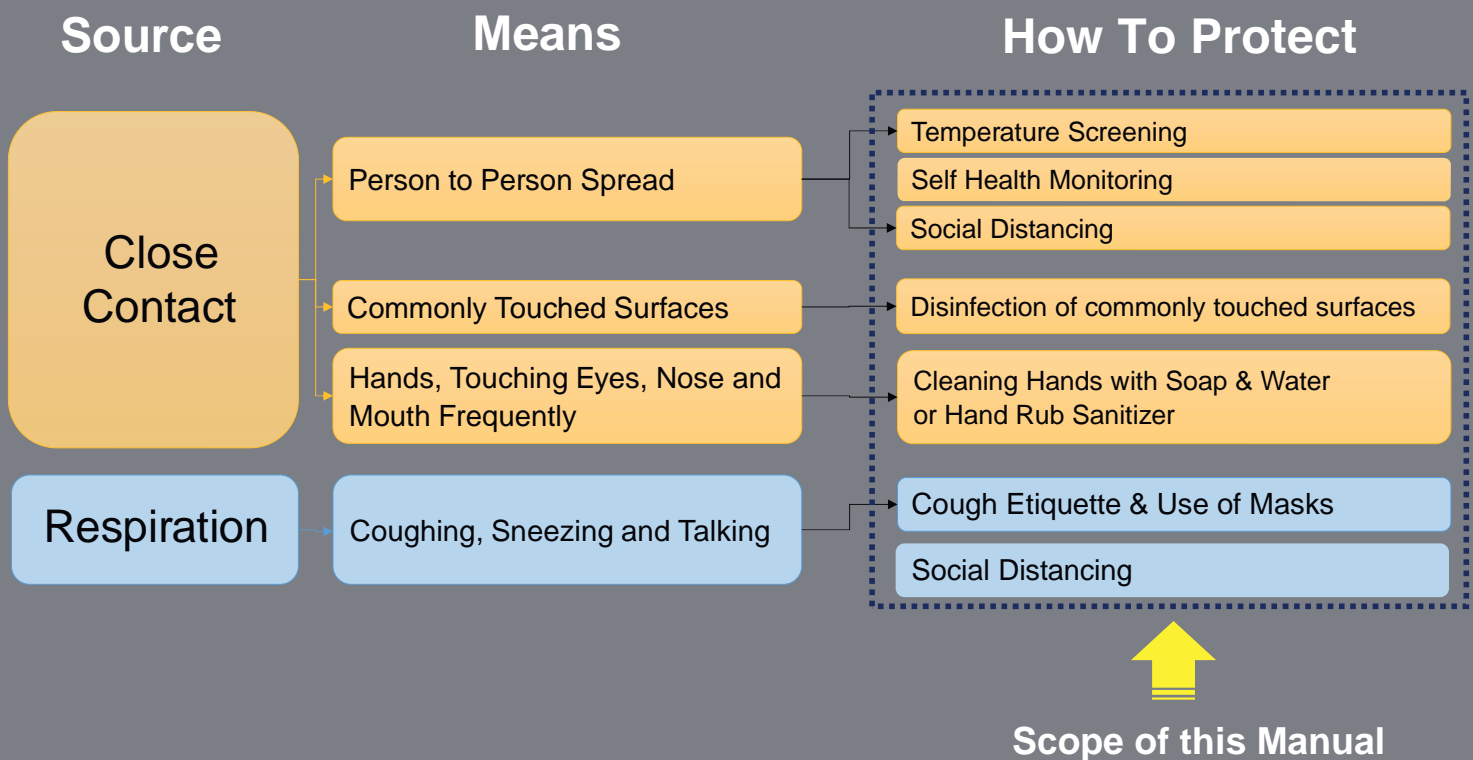 Source
Means
How To Protect
Close
Contact
Person to Person Spread
Temperature Screening
Self Health Monitoring
Social Distancing
Commonly Touched Surfaces
Disinfection of commonly touched surfaces
Hands, Touching Eyes, Nose and
Mouth Frequently
Cleaning Hands with Soap & Water
or Hand Rub Sanitizer
Respiration
Coughing, Sneezing and Talking
Cough Etiquette & Use of Masks
Social Distancing
Scope of this Manual